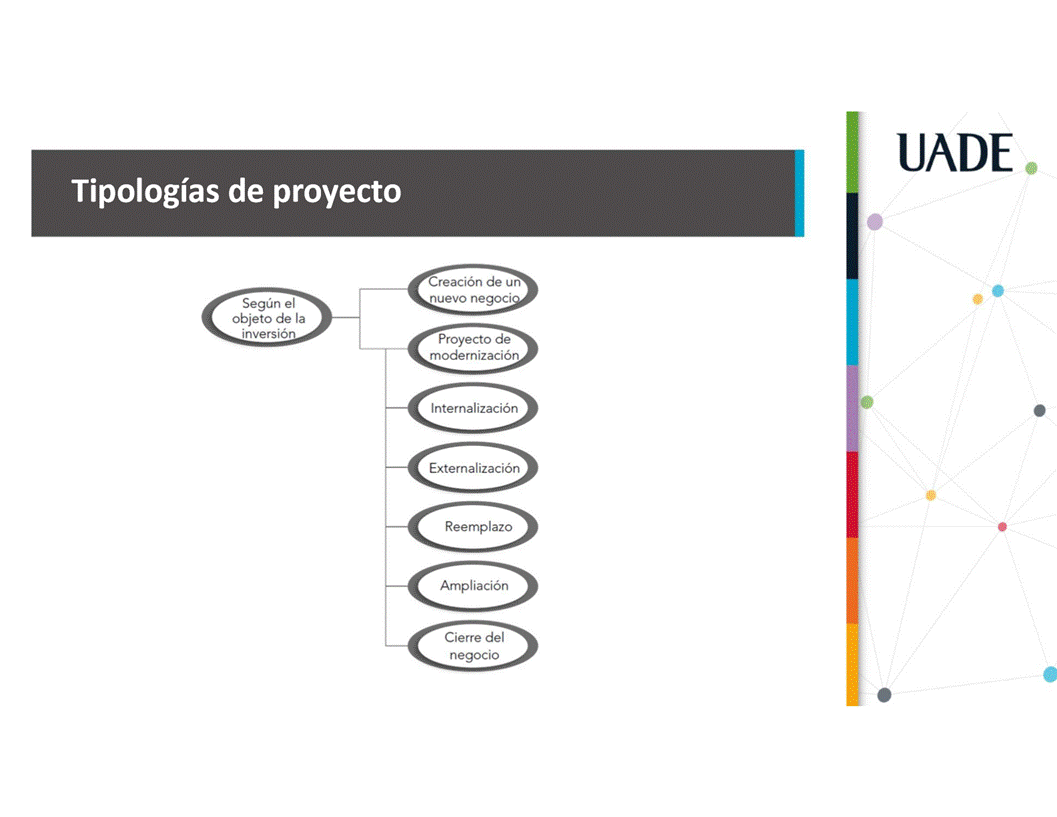 UADE
Tipologías de proyecto
Según el
objeto de la
inversión
Creación de un
nuevo negocio
Proyecto de
modernización
Internalización
Externalización
Reemplazo
Ampliación
Cierre del
negocio